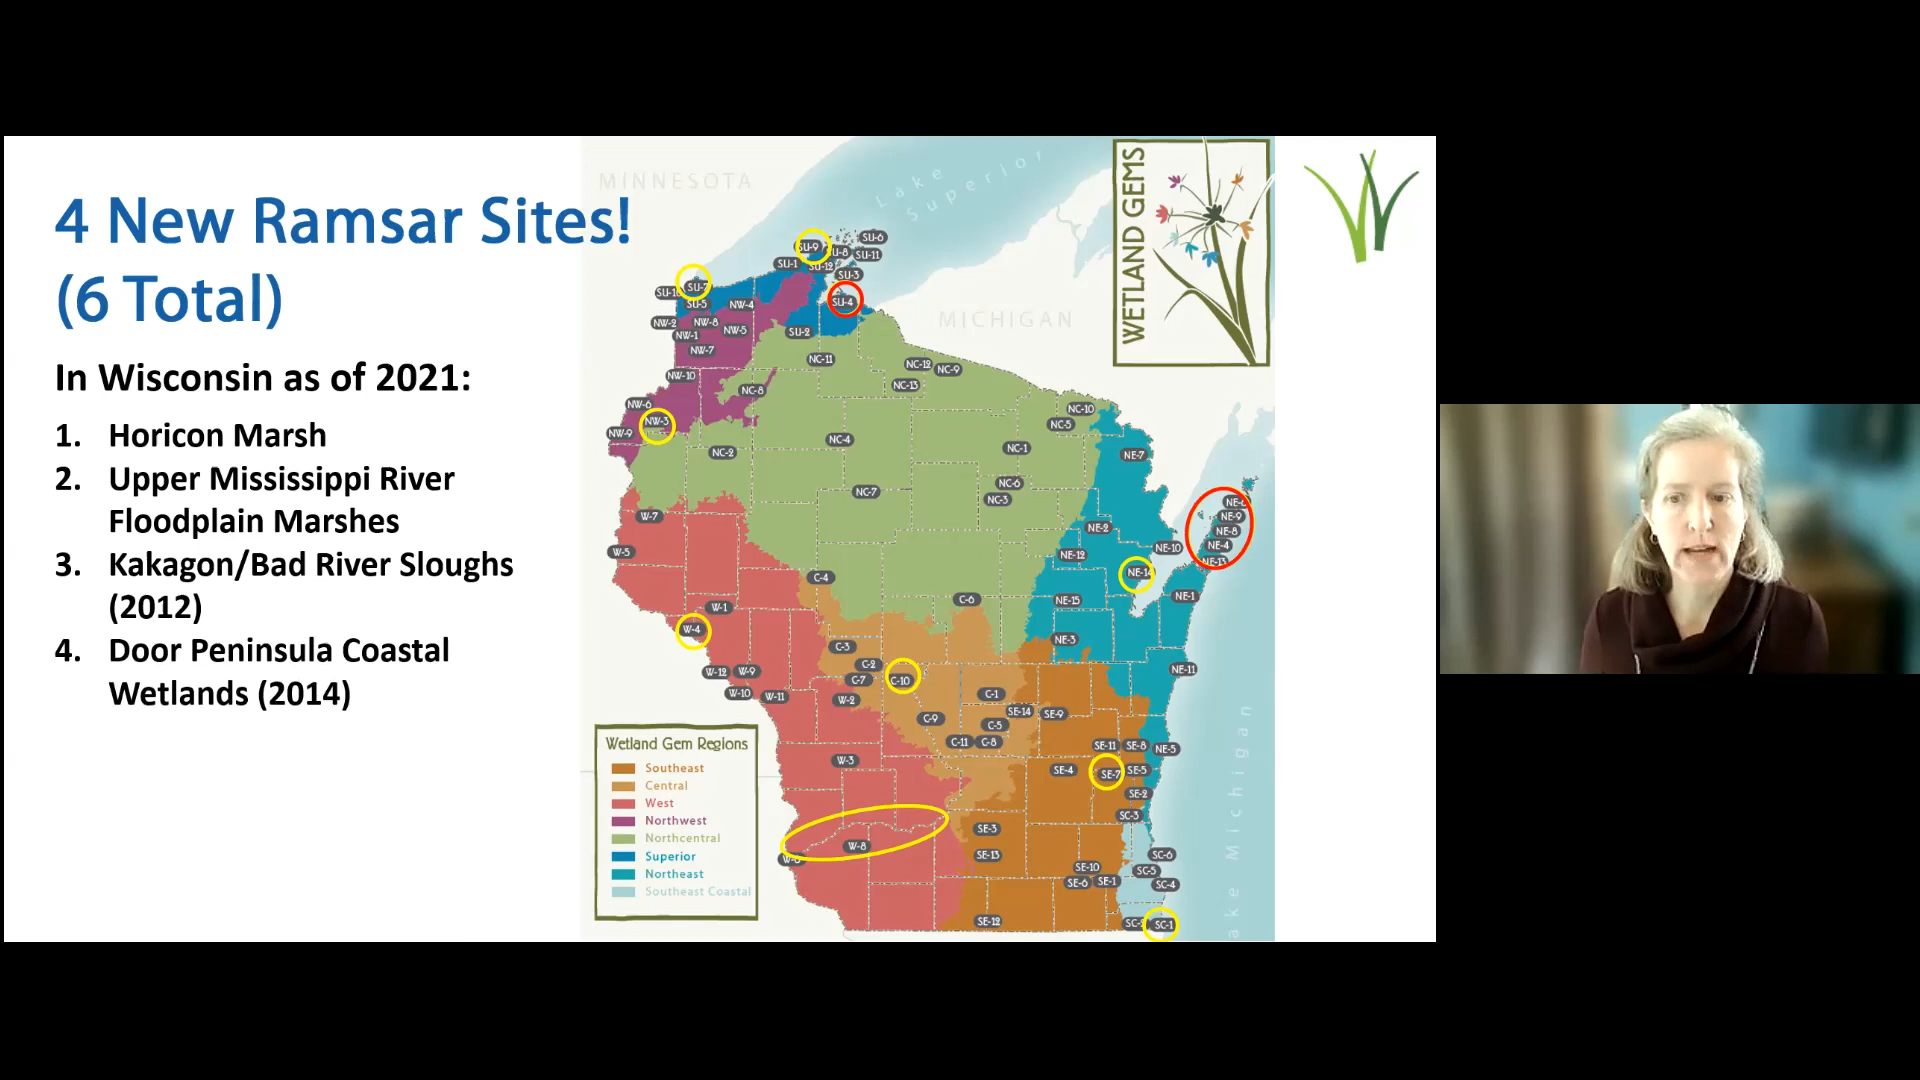 4 New Ramsar Sites!
(6 Total)
In Wisconsin as of 2021:
1. Horicon Marsh
2. Upper Mississippi River
Floodplain Marshes
3. Kakagon/Bad River Sloughs
(2012)
4. Door Peninsula Coastal
Wetlands (2014)
MINNESOTA
Lake
Superior
MICHIGAN
WETLAND GEMS
SU-9
SU-6
SU-8
SU-11
SU-1
SU-12
SU-3
SU-7
SU-4
SU-5
NW-4
NW-2
NW-8
NW-5
NW-1
SU-2
NW-7
NC-11
NC-12
NC-9
NW-10
NC-8
NC-13
NW-6
NC-10
NW-3
NC-5
NW-9
NC-4
NC-2
NC-1
NE-7
NC-6
NC-7
NC-3
W-7
NE-9
NE-2
NE-8
NE-4
NE-10
W-5
NE-12
NE-13
C-4
C-6
NE-15
NE-1
W-1
W-4
NE-3
C-3
C-2
NE-11
W-12
W-9
C-7
C-10
W-10
W-11
W-2
C-1
SE-14
SE-9
C-9
C-5
C-11
C-8
SE-11
SE-8
NE-5
W-3
SE-4
SE-7
SE-5
SE-2
SC-3
SE-3
W-8
SE-13
SC-6
SE-10
SC-5
SE-6
SE-1
SC-4
SE-12
SC-1
Lake Michigan
Wetland Gem Regions
Southeast
Central
West
Northwest
Northcentral
Superior
Northeast
Southeast Coastal